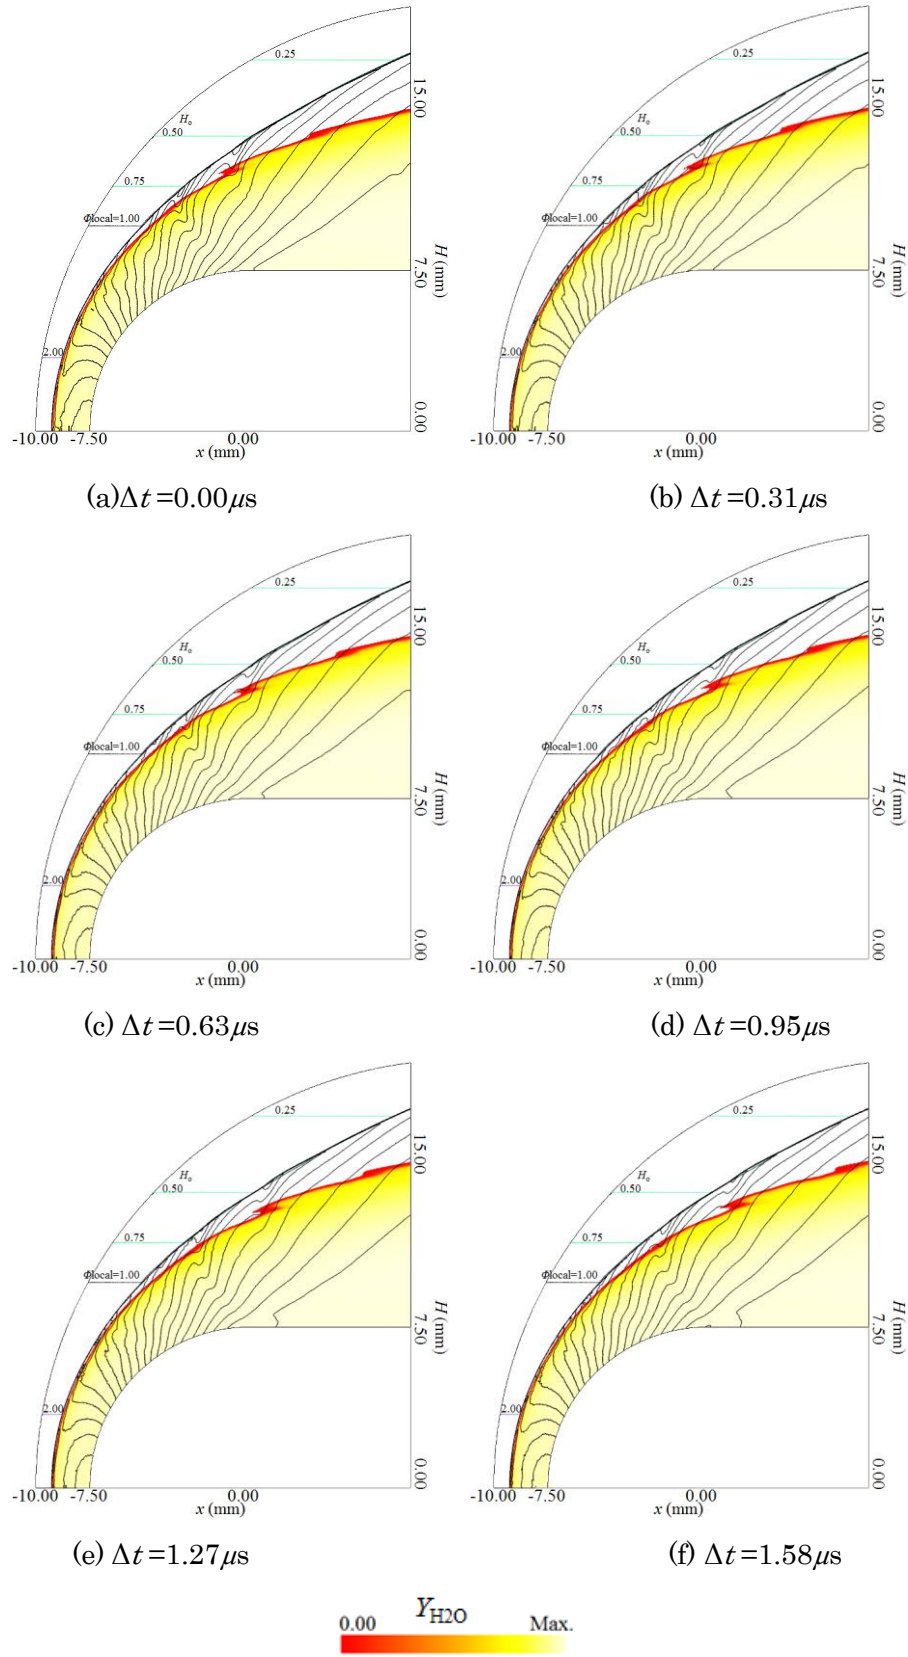 0.25
0.50
H₀
0.75
Φlocal=1.00
2.00
15.00
7.50
H (mm)
0.00
-10.00 -7.50 0.00
x (mm)
(a)Δt=0.00μs
0.25
0.50
H₀
0.75
Φlocal=1.00
2.00
15.00
7.50
H (mm)
0.00
-10.00 -7.50 0.00
x (mm)
(b) Δt=0.31μs
0.25
0.50
H₀
0.75
Φlocal=1.00
2.00
15.00
7.50
H (mm)
0.00
-10.00 -7.50 0.00
x (mm)
(c) Δt=0.63μs
0.25
0.50
H₀
0.75
Φlocal=1.00
2.00
15.00
7.50
H (mm)
0.00
-10.00 -7.50 0.00
x (mm)
(d) Δt=0.95μs
0.25
0.50
H₀
0.75
Φlocal=1.00
2.00
15.00
7.50
H (mm)
0.00
-10.00 -7.50 0.00
x (mm)
(e) Δt=1.27μs
0.25
0.50
H₀
0.75
Φlocal=1.00
2.00
15.00
7.50
H (mm)
0.00
-10.00 -7.50 0.00
x (mm)
(f) Δt=1.58μs
0.00 Y_H2O Max.